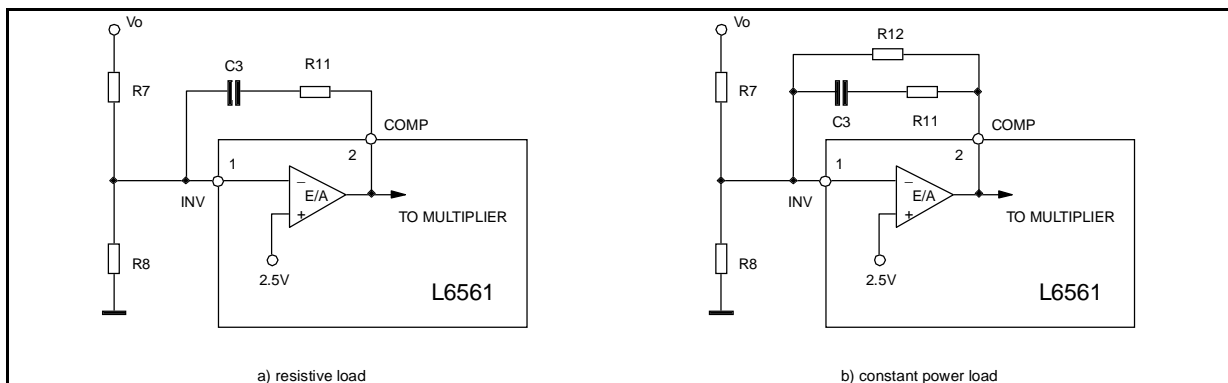 Vo
R7
C3
R11
COMP
1
2
E/A
−
+
INV
TO MULTIPLIER
R8
2.5V
L6561
a) resistive load
Vo
R12
R7
C3
R11
COMP
1
2
E/A
−
+
INV
TO MULTIPLIER
R8
2.5V
L6561
b) constant power load